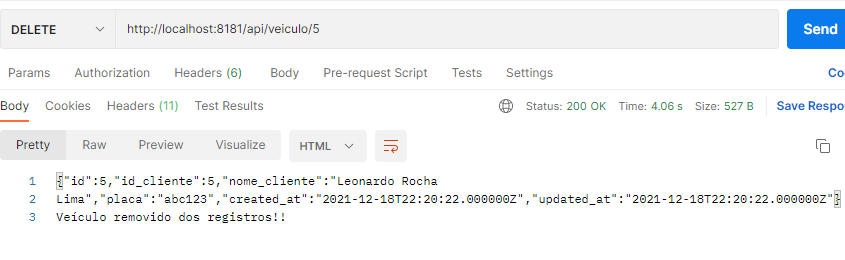 DELETE http://localhost:8181/api/veiculo/5 Send
Params Authorization Headers (6) Body Pre-request Script Tests Settings Co
Body Cookies Headers (11) Test Results Status: 200 OK Time: 4.06 s Size: 527 B Save Respo
Pretty Raw Preview Visualize HTML
1 {"id":5,"id_cliente":5,"nome_cliente":"Leonardo Rocha
2 Lima","placa":"abc123","created_at":"2021-12-18T22:20:22.000000Z","updated_at":"2021-12-18T22:20:22.000000Z"}
3 Veículo removido dos registros!!